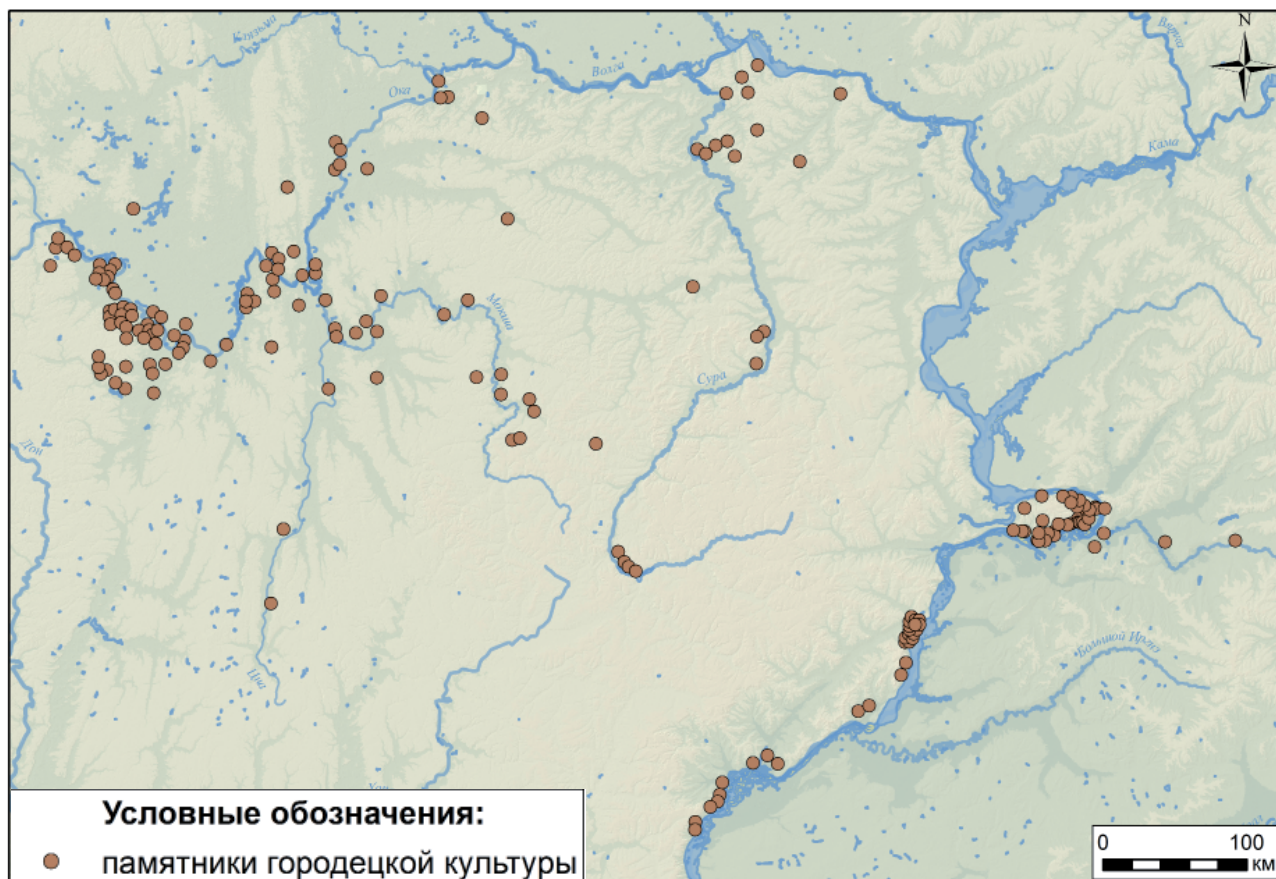 Клязьма
Вятка
N
Волга
Ока
Кама
Мокша
Сура
Дон
Большой Иргиз
Цна
Хоп
Условные обозначения:
памятники городецкой культуры
0 100
км